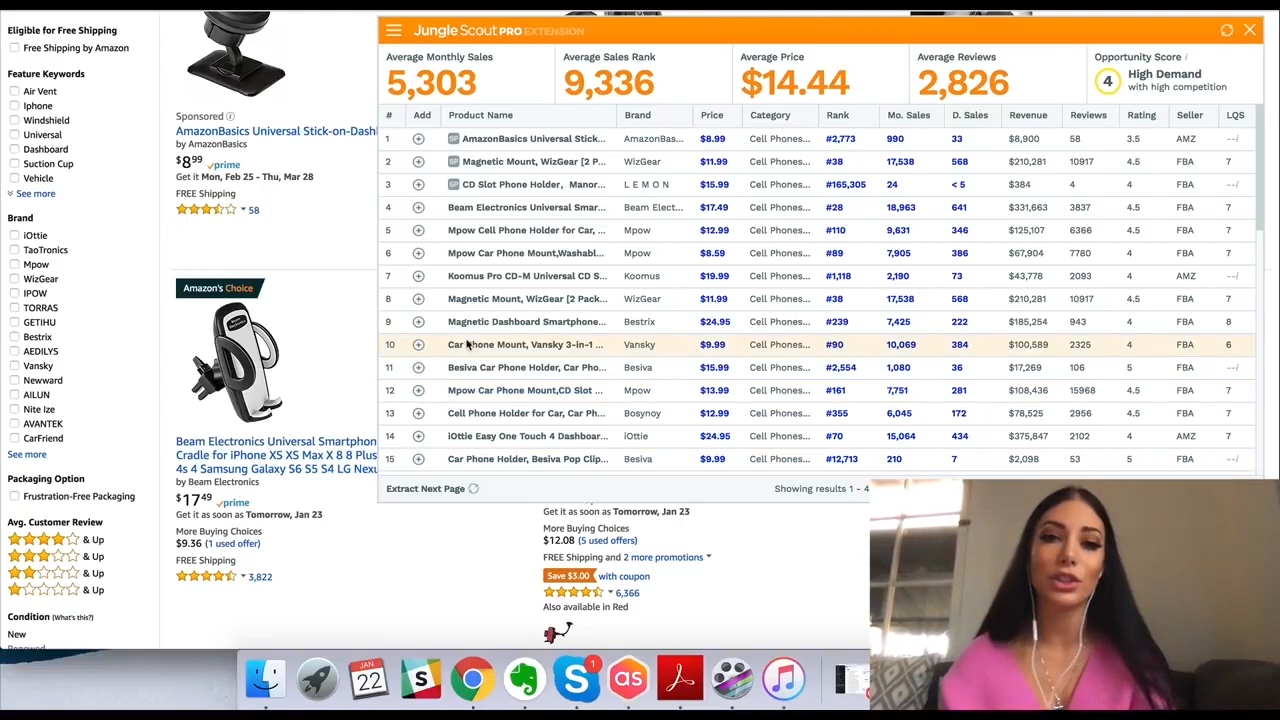 Eligible for Free Shipping
Free Shipping by Amazon
Feature Keywords
Air Vent
Iphone
Windshield
Universal
Dashboard
Suction Cup
Vehicle
See more
Brand
iOttie
TaoTronics
Mpow
WizGear
IPOW
TORRAS
GETIHU
Bestrix
AEDILYS
Vansky
Newward
AILUN
Nite Ize
AVANTEK
CarFriend
See more
Packaging Option
Frustration-Free Packaging
Avg. Customer Review
& Up
& Up
& Up
& Up
Condition (What's this?)
New
Renewed
Sponsored
AmazonBasics Universal Stick-on-Dash
by AmazonBasics
$8 99 prime
Get it Mon, Feb 25 - Thu, Mar 28
FREE Shipping
58
Amazon's Choice
Beam Electronics Universal Smartphon
Cradle for iPhone XS XS Max X 8 8 Plus
4s 4 Samsung Galaxy S6 S5 S4 LG Nexu
by Beam Electronics
$17 49 prime
Get it as soon as Tomorrow, Jan 23
More Buying Choices
$9.36 (1 used offer)
FREE Shipping
3,822
Get it as soon as Tomorrow, Jan 23
More Buying Choices
$12.08 (5 used offers)
FREE Shipping and 2 more promotions
Save $3.00 with coupon
6,366
Also available in Red
Jungle Scout PRO EXTENSION
Average Monthly Sales Average Sales Rank Average Price Average Reviews Opportunity Score
5,303 9,336 $14.44 2,826 4 High Demand
with high competition
# Add Product Name Brand Price Category Rank Mo. Sales D. Sales Revenue Reviews Rating Seller LQS
1 SP AmazonBasics Universal Stick... AmazonBas... $8.99 Cell Phones... #2,773 990 33 $8,900 58 3.5 AMZ --/
2 SP Magnetic Mount, WizGear [2 P... WizGear $11.99 Cell Phones... #38 17,538 568 $210,281 10917 4.5 FBA 7
3 SP CD Slot Phone Holder, Manor... L E M O N $15.99 Cell Phones... #165,305 24 < 5 $384 4 4 FBA --/
4 Beam Electronics Universal Smar... Beam Elect... $17.49 Cell Phones... #28 18,963 641 $331,663 3837 4.5 FBA 7
5 Mpow Cell Phone Holder for Car, ... Mpow $12.99 Cell Phones... #110 9,631 346 $125,107 6366 4.5 FBA 7
6 Mpow Car Phone Mount,Washabl... Mpow $8.59 Cell Phones... #89 7,905 386 $67,904 7780 4.5 FBA 7
7 Koomus Pro CD-M Universal CD S... Koomus $19.99 Cell Phones... #1,118 2,190 73 $43,778 2093 4.5 AMZ --/
8 Magnetic Mount, WizGear [2 Pack... WizGear $11.99 Cell Phones... #38 17,538 568 $210,281 10917 4.5 FBA 7
9 Magnetic Dashboard Smartphone... Bestrix $24.95 Cell Phones... #239 7,425 222 $185,254 943 4 FBA 8
10 Car Phone Mount, Vansky 3-in-1 ... Vansky $9.99 Cell Phones... #90 10,069 384 $100,589 2325 4 FBA 6
11 Besiva Car Phone Holder, Car Pho... Besiva $15.99 Cell Phones... #2,554 1,080 36 $17,269 106 5 FBA --/
12 Mpow Car Phone Mount,CD Slot ... Mpow $13.99 Cell Phones... #161 7,751 281 $108,436 15968 4.5 FBA 7
13 Cell Phone Holder for Car, Car Ph... Bosynoy $12.99 Cell Phones... #355 6,045 172 $78,525 2956 4.5 FBA 7
14 iOttie Easy One Touch 4 Dashboar... iOttie $24.95 Cell Phones... #70 15,064 434 $375,847 2102 4 AMZ 7
15 Car Phone Holder, Besiva Pop Clip... Besiva $9.99 Cell Phones... #12,713 210 7 $2,098 53 5 FBA --/
Extract Next Page Showing results 1 - 4
JAN
22
S
1
as